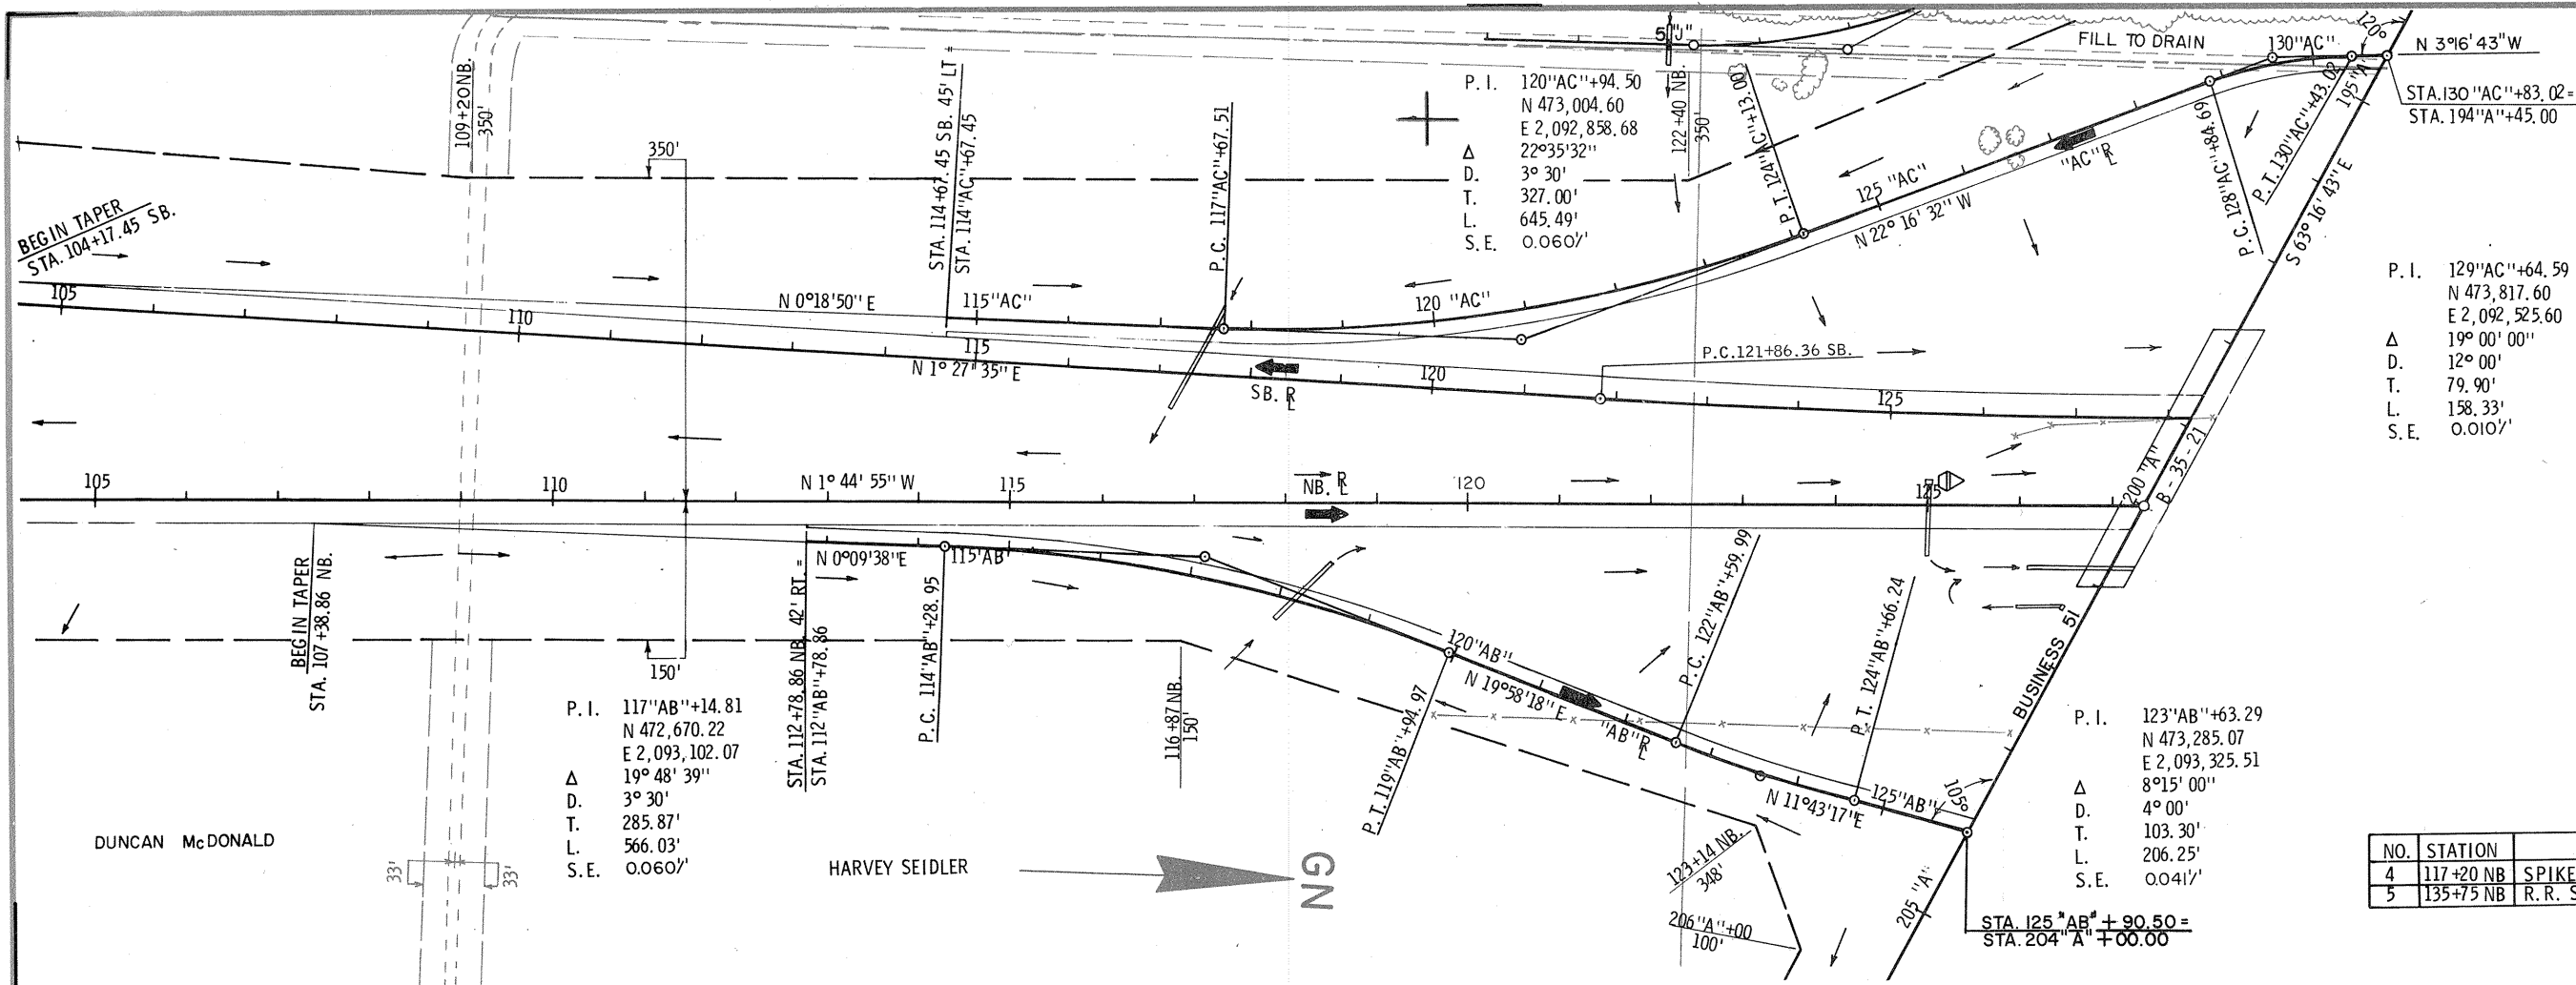 109+20NB.
350'
350'
BEGIN TAPER
STA. 104+17.45 SB.
STA. 114+67.45 SB. 45' LT =
STA. 114"AC"+67.45
P.C. 117"AC"+67.51
5 "J"
P.I. 120"AC"+94.50
N 473,004.60
E 2,092,858.68
Δ 22°35'32"
D. 3° 30'
T. 327.00'
L. 645.49'
S.E. 0.060'/'
122+40 NB.
350'
P.T. 124"AC"+13.00
FILL TO DRAIN
130"AC"
120°
N 3°16'43"W
STA.130 "AC"+83.02=
STA. 194"A"+45.00
195"A"
P.T. 130"AC"+43.02
P.C. 128"AC"+84.69
S 63° 16' 43" E
"AC" RL
125 "AC"
N 22° 16' 32" W
P.I. 129"AC"+64.59
N 473,817.60
E 2,092,525.60
Δ 19° 00' 00"
D. 12° 00'
T. 79.90'
L. 158.33'
S.E. 0.010'/'
105
N 0°18'50" E
115"AC"
120 "AC"
110
115
N 1° 27' 35" E
SB. RL
120
P.C.121+86.36 SB.
125
105
110
N 1° 44' 55" W
115
NB. RL
120
125
200 "A"
B - 35 - 21
BEGIN TAPER
STA. 107+38.86 NB.
N 0°09'38"E
115"AB"
STA. 112+78.86 NB. 42' RT. =
STA. 112"AB"+78.86
P.C. 114"AB"+28.95
150'
P.I. 117"AB"+14.81
N 472,670.22
E 2,093,102.07
Δ 19° 48' 39"
D. 3° 30'
T. 285.87'
L. 566.03'
S.E. 0.060'/'
116+87 NB.
150'
120"AB"
N 19°58'18" E
"AB" RL
P.T. 119"AB"+94.97
P.C. 122"AB"+59.99
P.T. 124"AB"+66.24
N 11°43'17"E
125"AB"
105°
BUSINESS 51
P.I. 123"AB"+63.29
N 473,285.07
E 2,093,325.51
Δ 8°15' 00"
D. 4° 00'
T. 103.30'
L. 206.25'
S.E. 0.041'/'
DUNCAN McDONALD
33'
33'
HARVEY SEIDLER
GN
123+14 NB.
348'
206"A"+00
100'
205 "A"
STA. 125 "AB" + 90.50 =
STA. 204 "A" + 00.00
NO. STATION
4 117+20 NB SPIKE
5 135+75 NB R.R. S